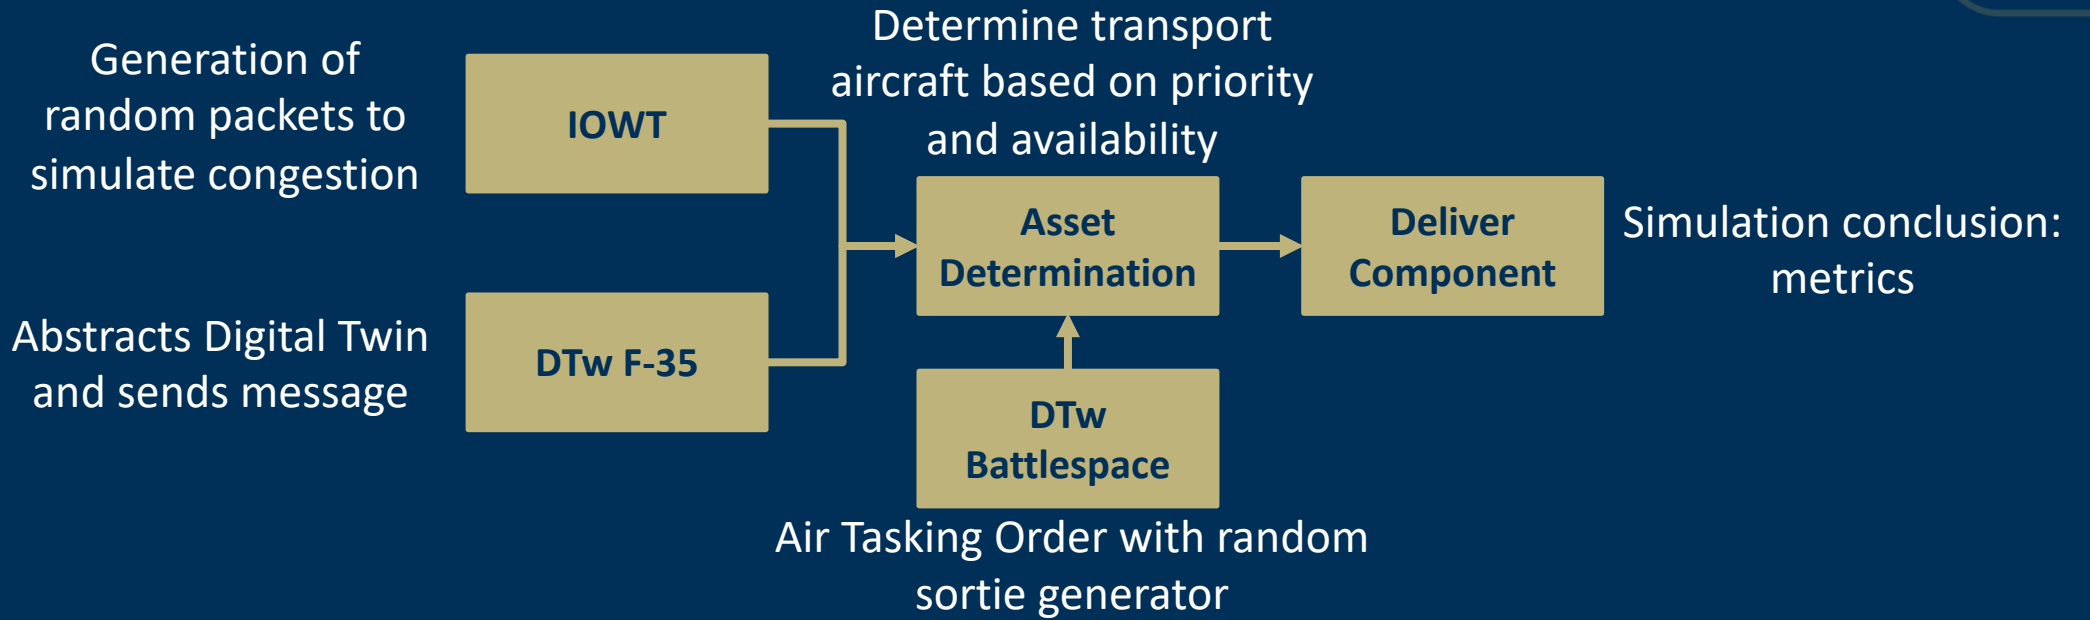 Generation of
random packets to
simulate congestion
IOWT
Determine transport
aircraft based on priority
and availability
Asset
Determination
Deliver
Component
Simulation conclusion:
metrics
Abstracts Digital Twin
and sends message
DTw F-35
DTw
Battlespace
Air Tasking Order with random
sortie generator